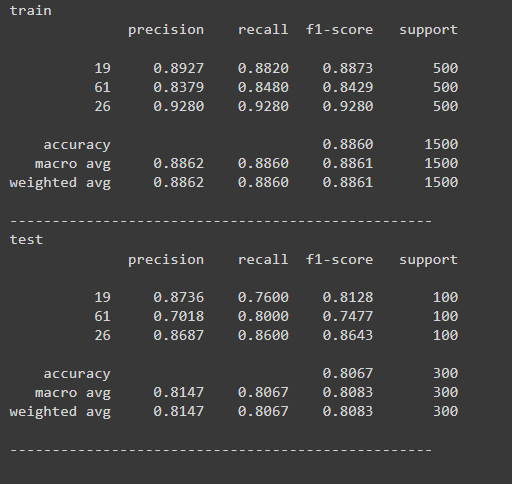 train
precision recall f1-score support
19 0.8927 0.8820 0.8873 500
61 0.8379 0.8480 0.8429 500
26 0.9280 0.9280 0.9280 500
accuracy 0.8860 1500
macro avg 0.8862 0.8860 0.8861 1500
weighted avg 0.8862 0.8860 0.8861 1500
--------------------------------------------------
test
precision recall f1-score support
19 0.8736 0.7600 0.8128 100
61 0.7018 0.8000 0.7477 100
26 0.8687 0.8600 0.8643 100
accuracy 0.8067 300
macro avg 0.8147 0.8067 0.8083 300
weighted avg 0.8147 0.8067 0.8083 300
--------------------------------------------------